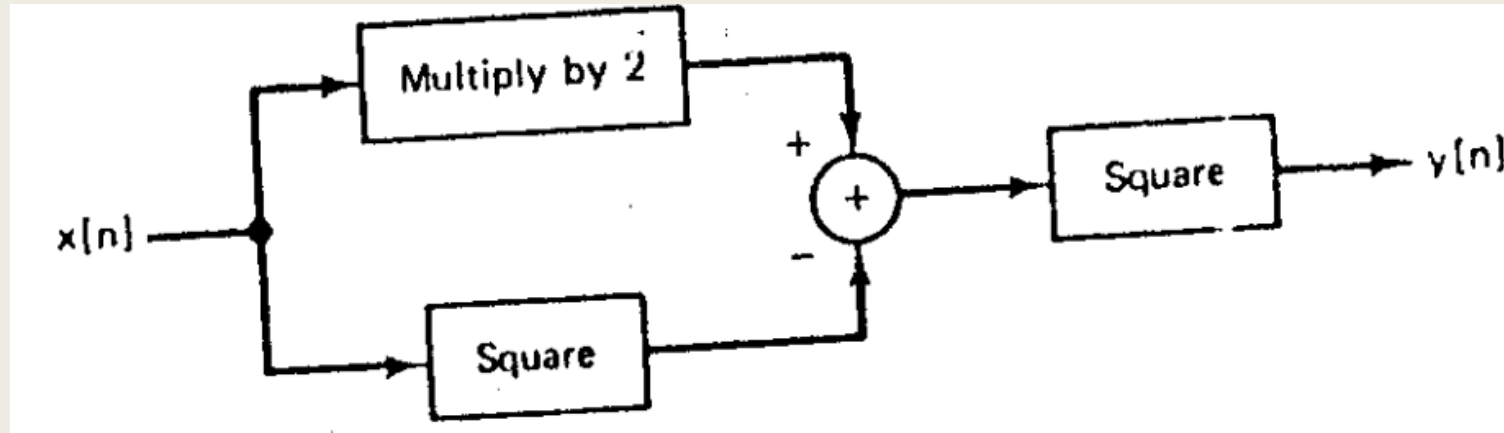 Multiply by 2
+
+
Square
y[n]
x[n]
−
Square